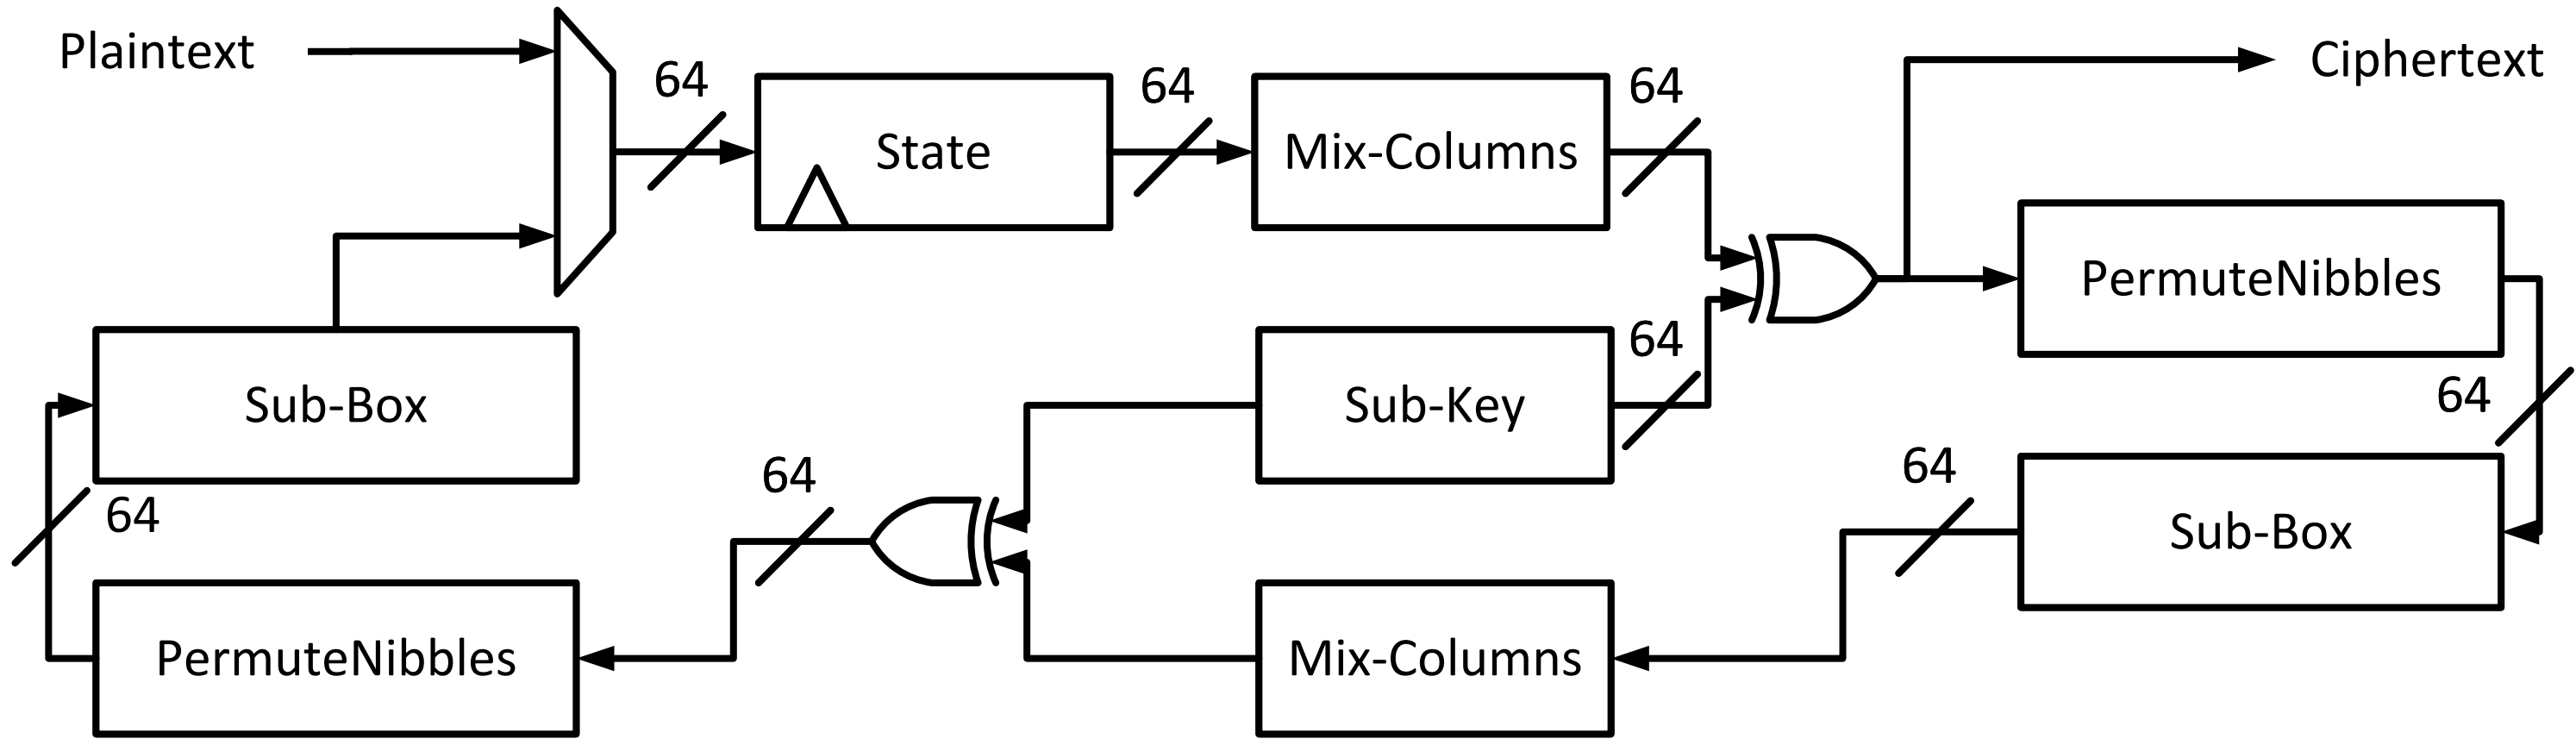 Plaintext
64
State
64
Mix-Columns
64
Ciphertext
PermuteNibbles
64
Sub-Box
64
Sub-Key
64
64
Sub-Box
64
64
PermuteNibbles
Mix-Columns